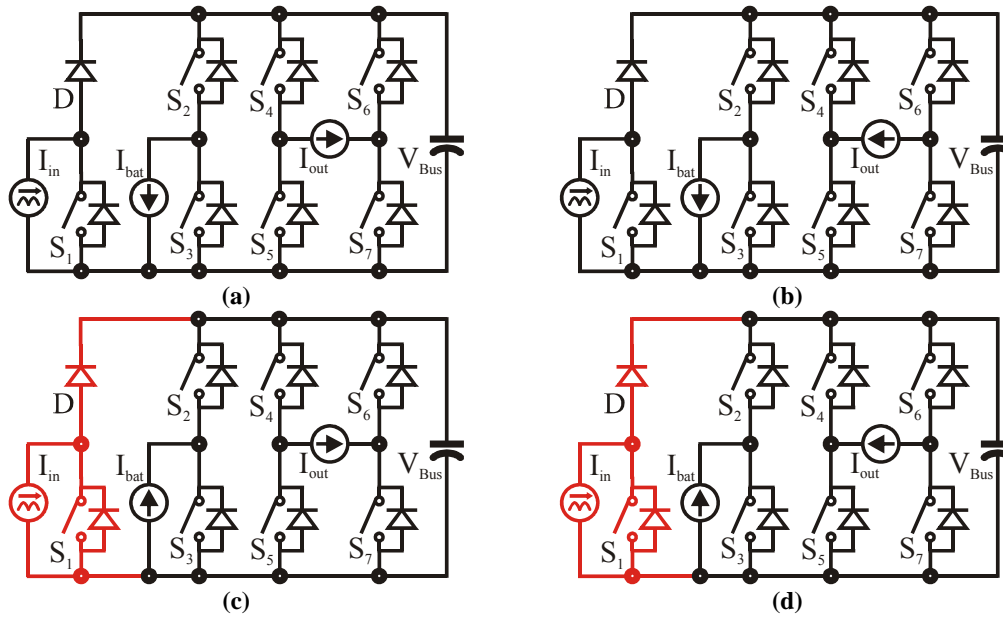 D
S2
S4
S6
Iin
Ibat
Iout
VBus
S1
S3
S5
S7
(a)
D
S2
S4
S6
Iin
Ibat
Iout
VBus
S1
S3
S5
S7
(b)
D
S2
S4
S6
Iin
Ibat
Iout
VBus
S1
S3
S5
S7
(c)
D
S2
S4
S6
Iin
Ibat
Iout
VBus
S1
S3
S5
S7
(d)